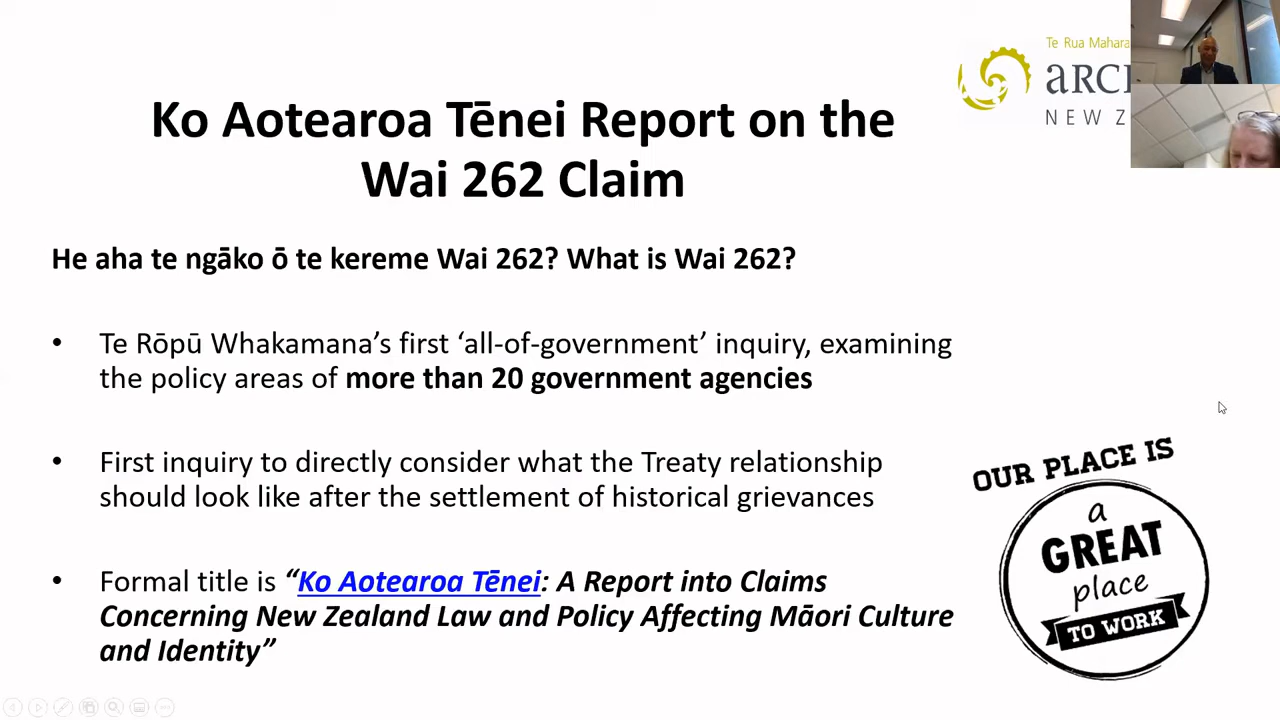 Te Rua Mahara
NEW
Ko Aotearoa Tēnei Report on the
Wai 262 Claim
He aha te ngāko ō te kereme Wai 262? What is Wai 262?
• Te Rōpū Whakamana’s first ‘all-of-government’ inquiry, examining
the policy areas of more than 20 government agencies
• First inquiry to directly consider what the Treaty relationship
should look like after the settlement of historical grievances
• Formal title is “Ko Aotearoa Tēnei: A Report into Claims
Concerning New Zealand Law and Policy Affecting Māori Culture
and Identity”
OUR PLACE IS
a
GREAT
place
TO WORK